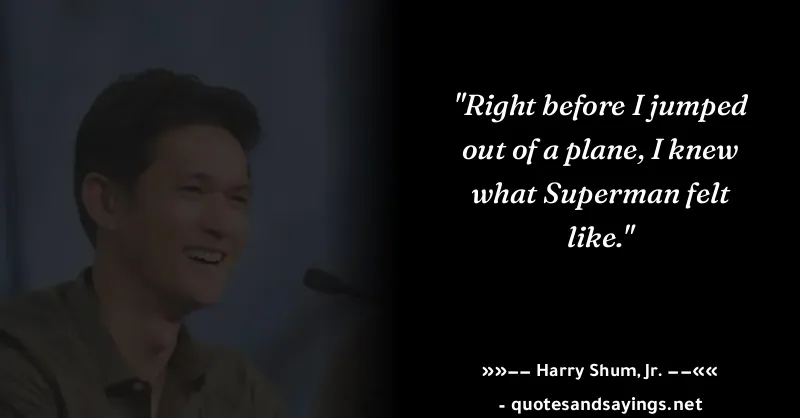 "Right before I jumped
out of a plane, I knew
what Superman felt
like."
»»−− Harry Shum, Jr. −−««
- quotesandsayings.net